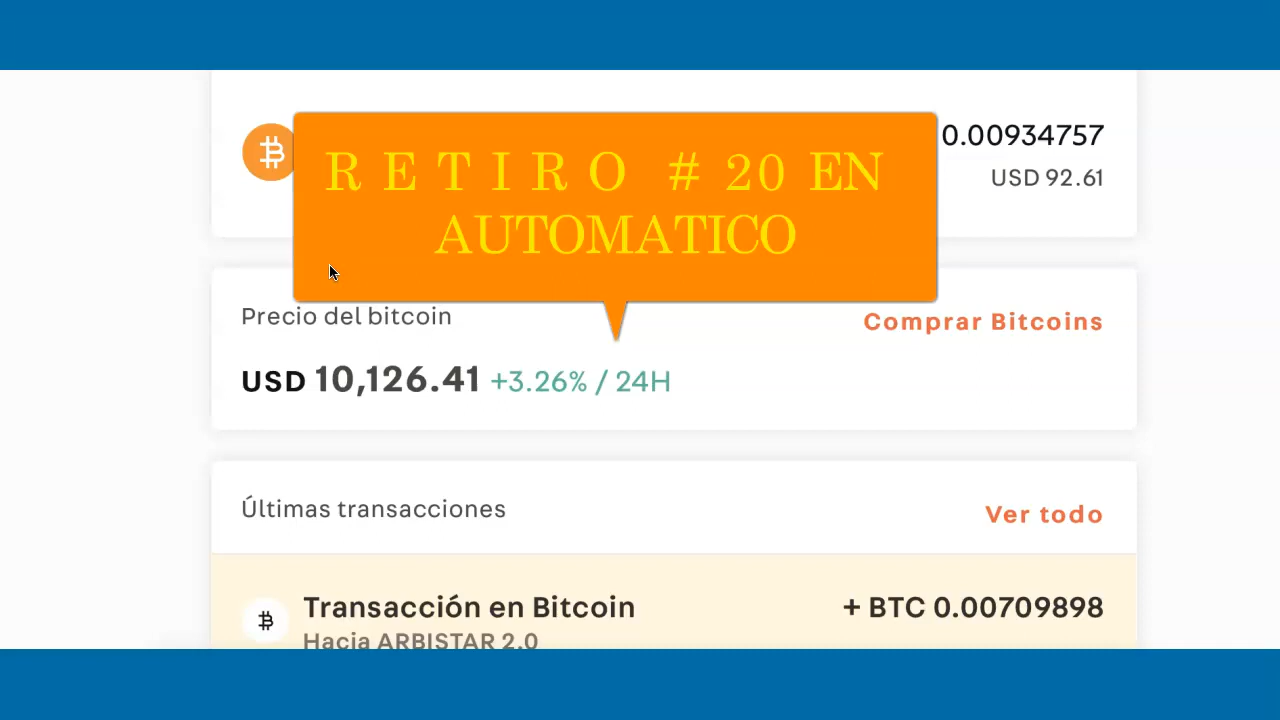 0.00934757
R E T I R O # 20 EN
USD 92.61
AUTOMATICO
Precio del bitcoin
Comprar Bitcoins
USD 10,126.41 +3.26% / 24H
Últimas transacciones
Ver todo
Transacción en Bitcoin
+ BTC 0.00709898
Hacia ARBISTAR 2.0